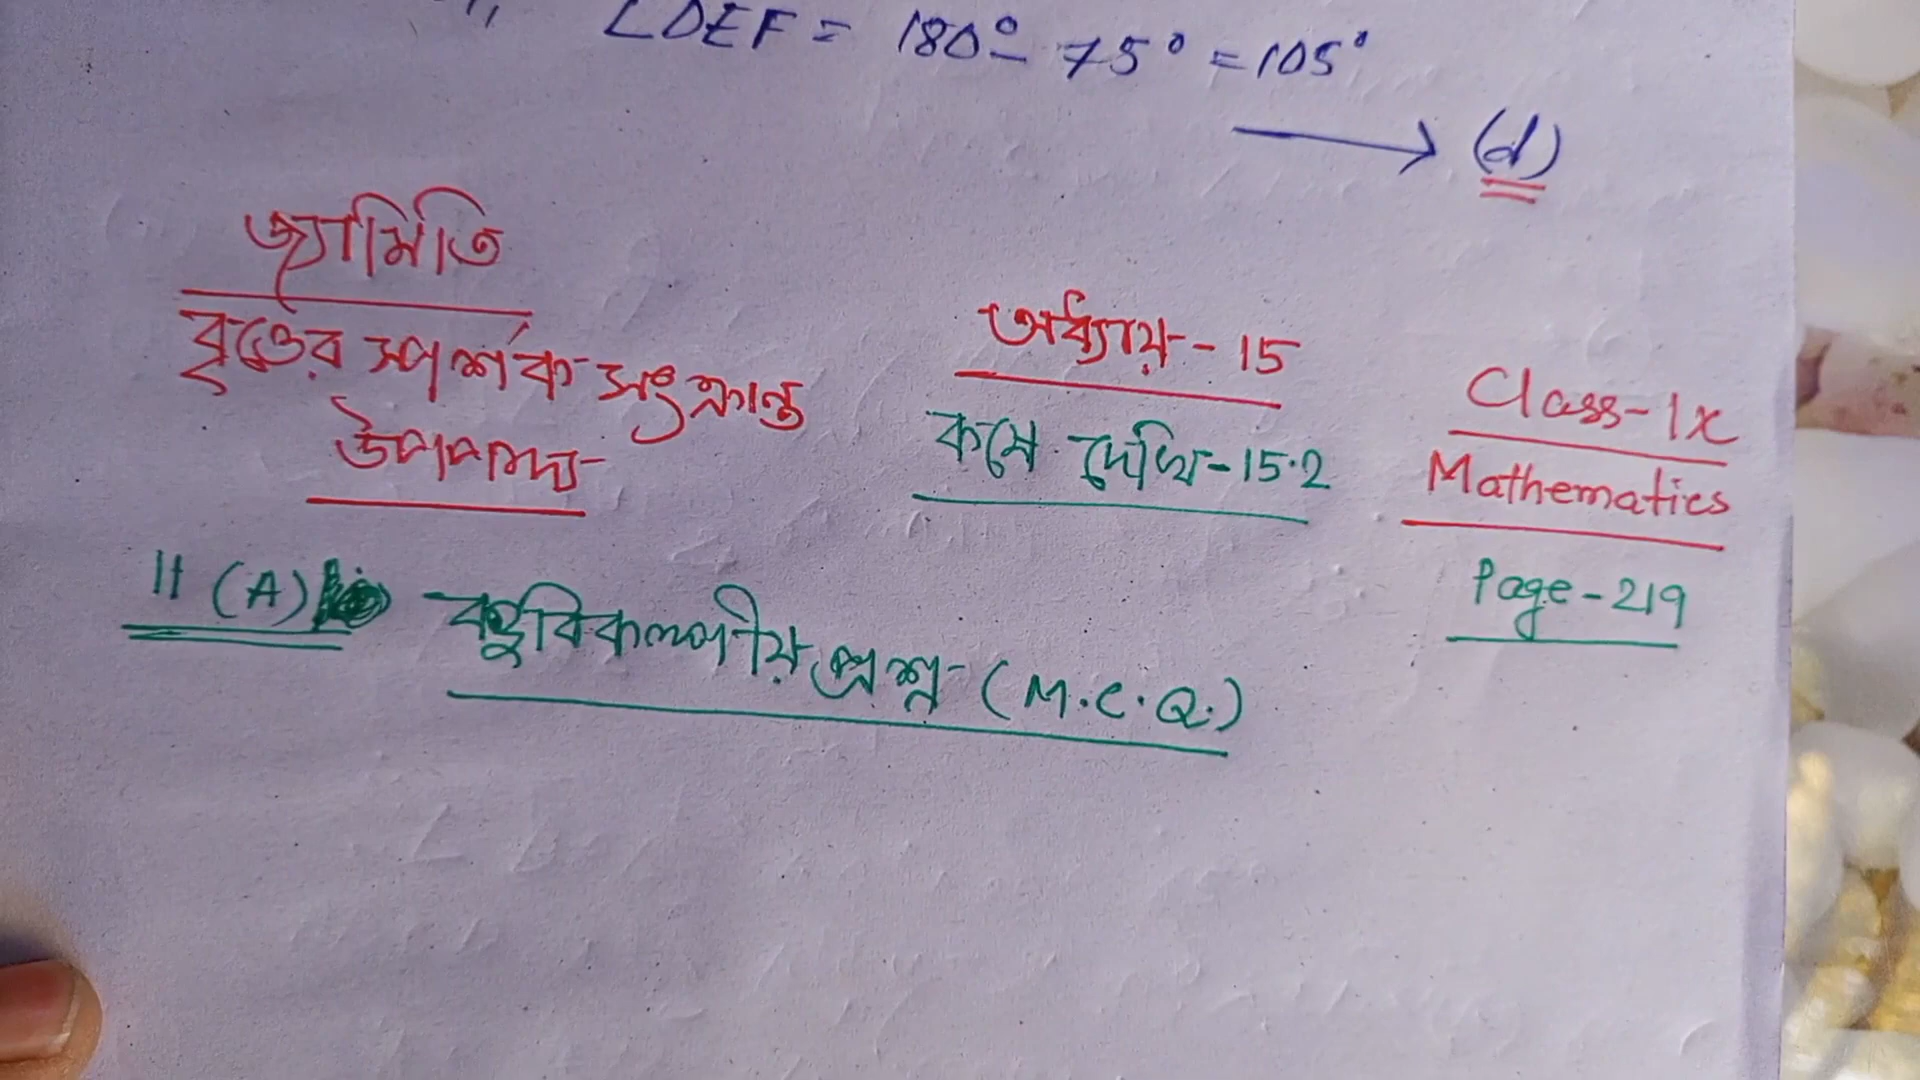 ∠DEF = 180° - 75° = 105°
→ (d)
জ্যামিতি
বৃত্তের স্পর্শক সংক্রান্ত
উপপাদ্য
অধ্যায় - 15
কষে দেখি - 15.2
Class - IX
Mathematics
Page - 219
11 (A) বহুবিকল্পীয় প্রশ্ন (M.C.Q.)